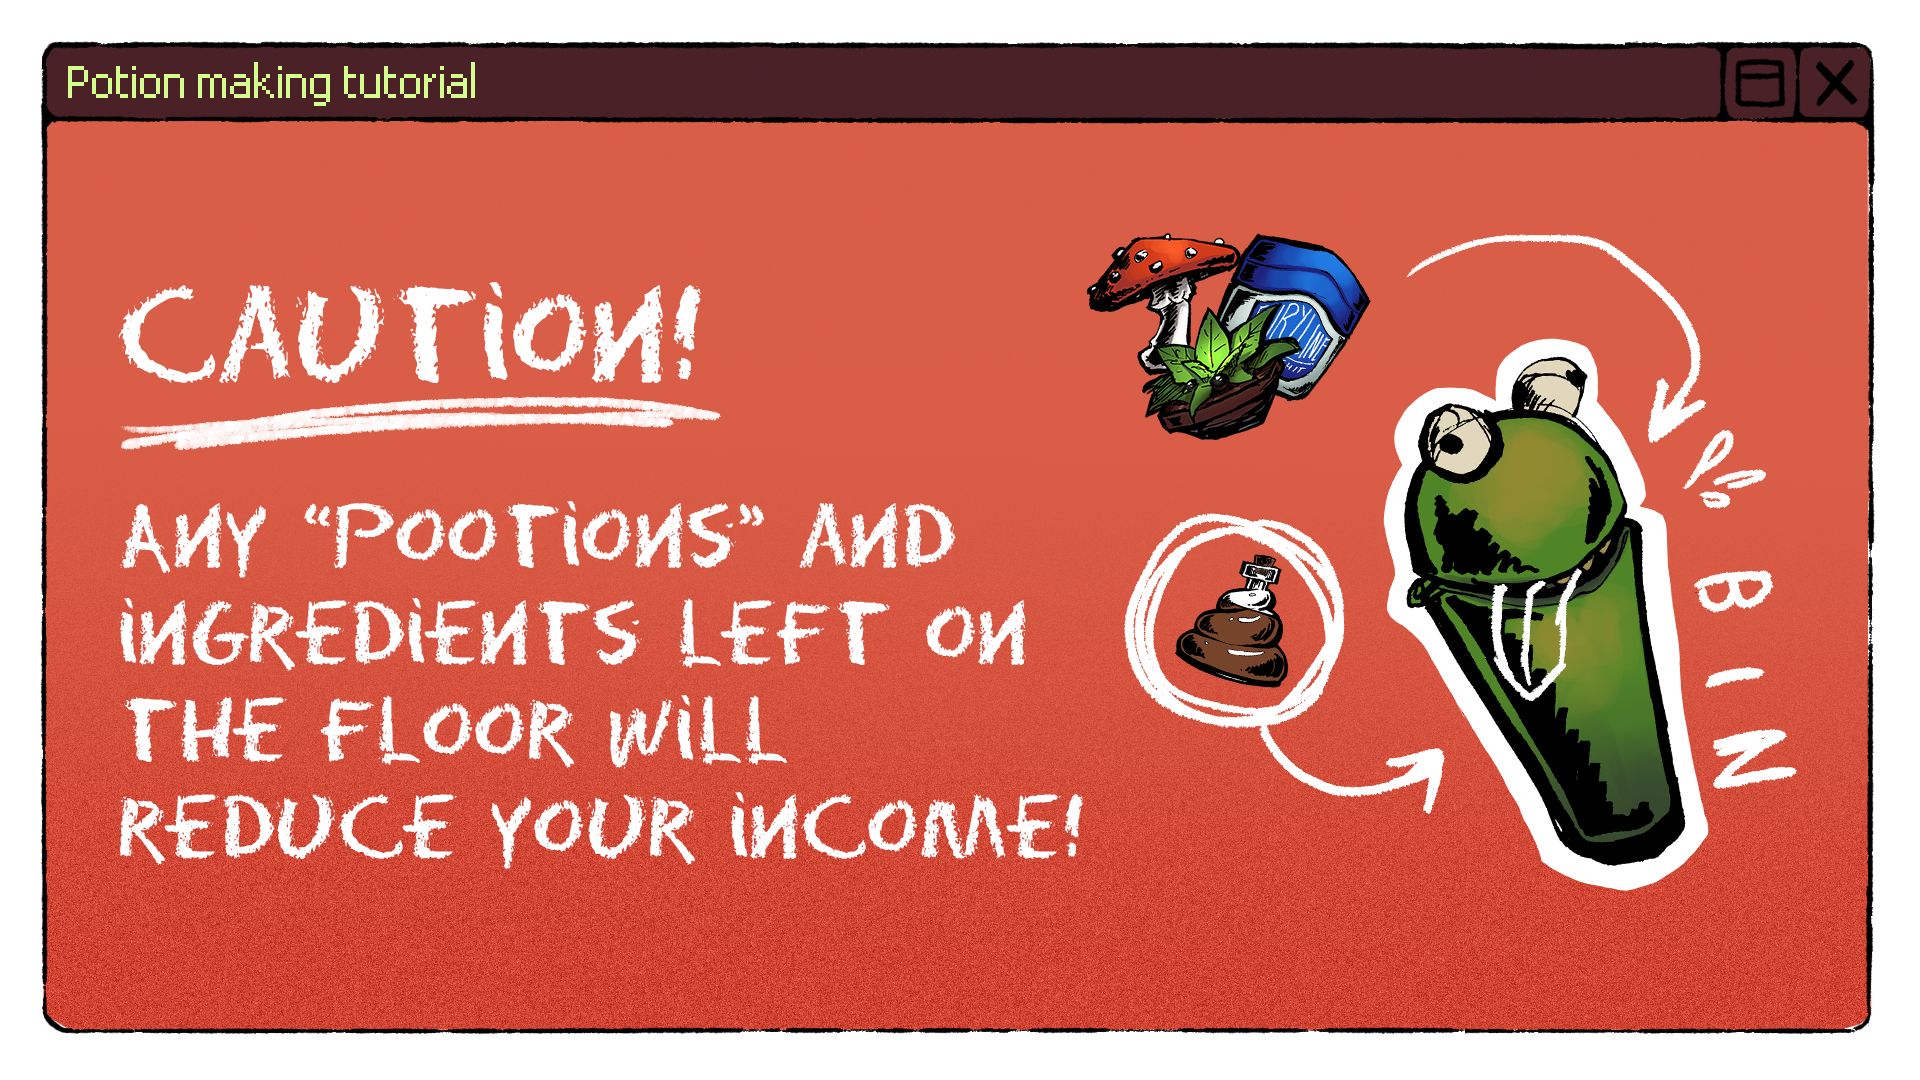 Potion making tutorial
CAUTiON!
ANY “POOTiONS” AND
iNGREDiENTS LEFT ON
THE FLOOR WiLL
REDUCE YOUR iNCOME!
BIN